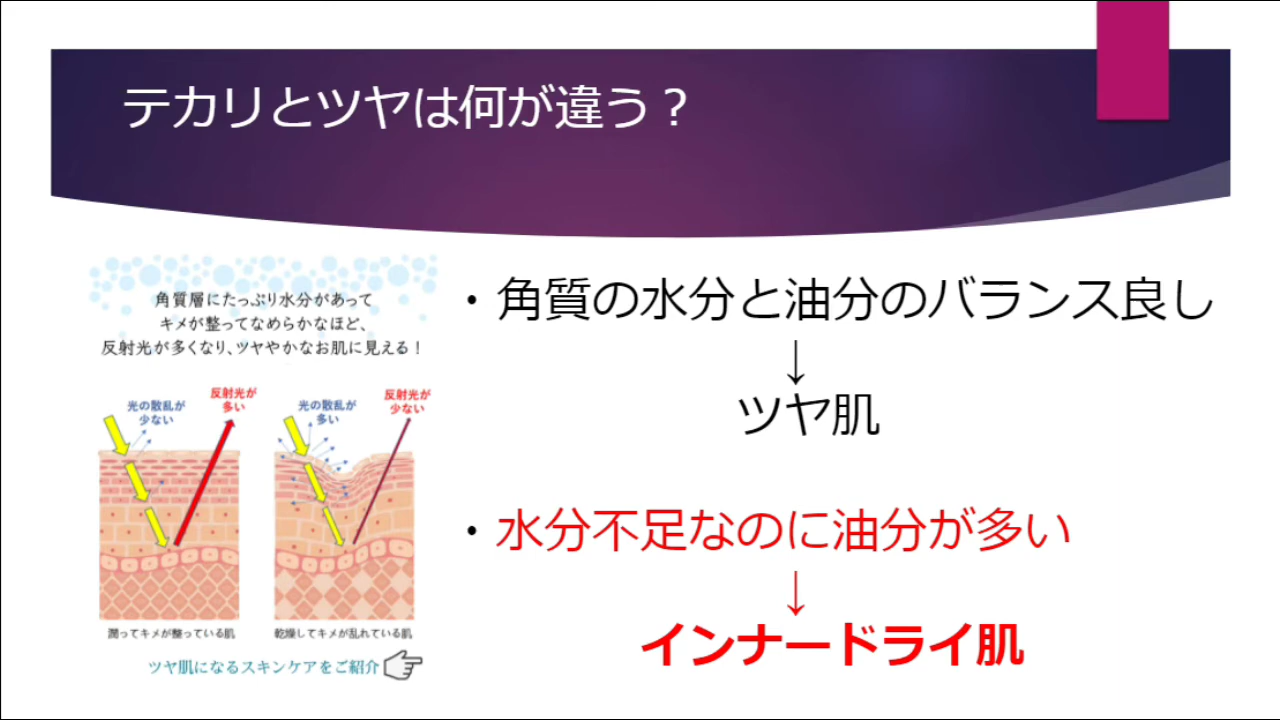 テカリとツヤは何が違う？
角質層にたっぷり水分があって
キメが整ってなめらかなほど、
反射光が多くなり、ツヤやかなお肌に見える！
光の散乱が
少ない
反射光が
多い
光の散乱が
多い
反射光が
少ない
潤ってキメが整っている肌
乾燥してキメが乱れている肌
ツヤ肌になるスキンケアをご紹介
・角質の水分と油分のバランス良し
↓
ツヤ肌
・水分不足なのに油分が多い
↓
インナードライ肌